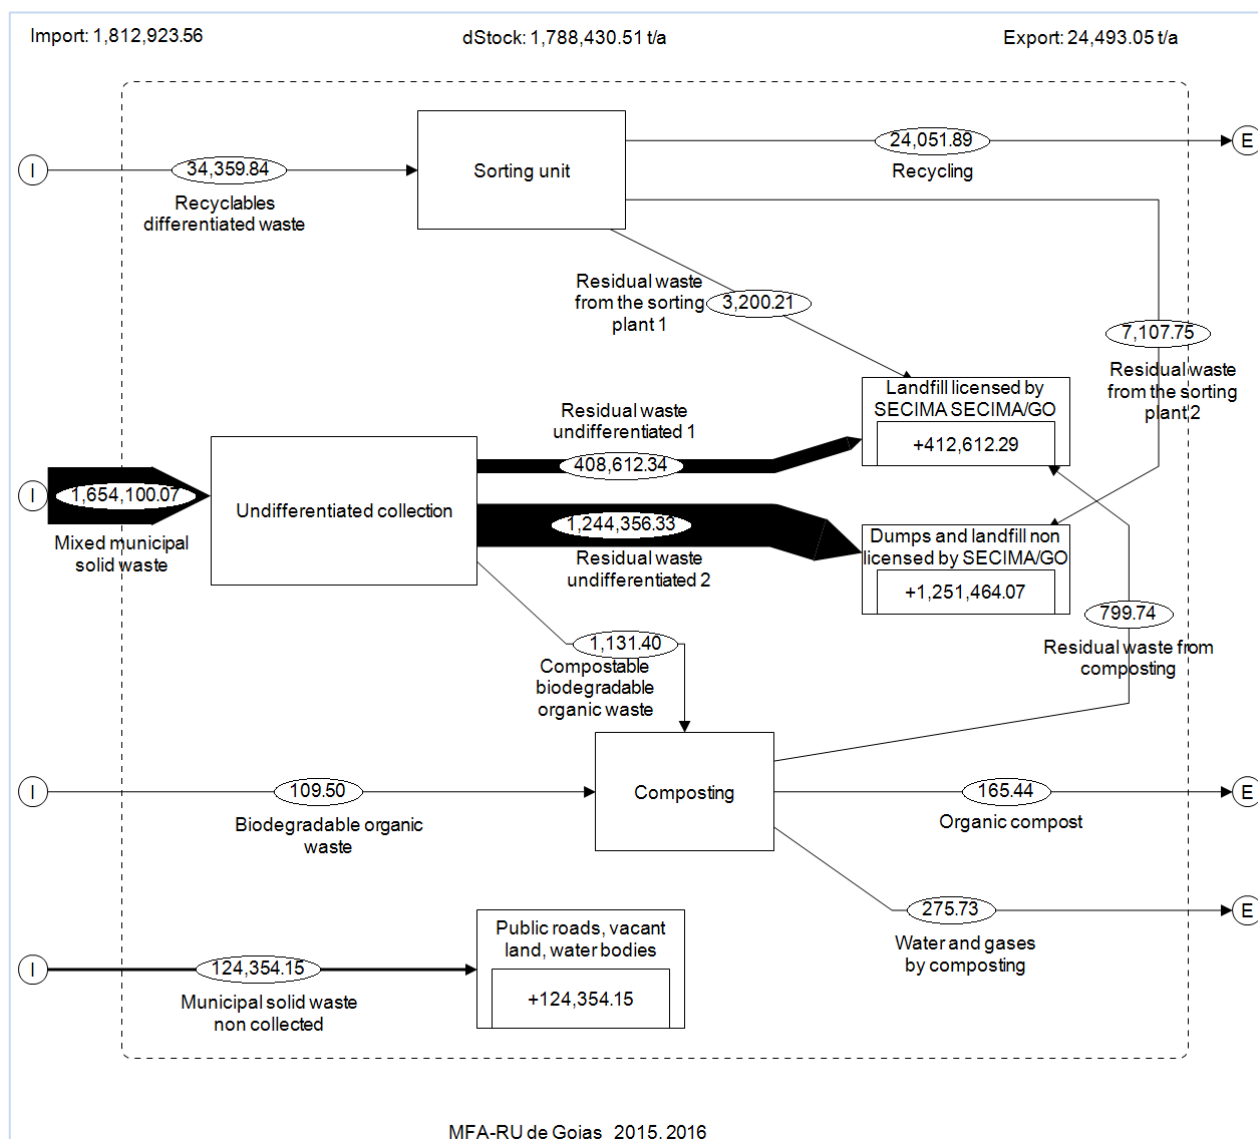 Import: 1,812,923.56
dStock: 1,788,430.51 t/a
Export: 24,493.05 t/a
I
34,359.84
Recyclables
differentiated waste
Sorting unit
24,051.89
Recycling
E
Residual waste
from the sorting
plant 1
3,200.21
7,107.75
Residual waste
from the sorting
plant 2
Landfill licensed by
SECIMA SECIMA/GO
+412,612.29
Residual waste
undifferentiated 1
408,612.34
I
1,654,100.07
Mixed municipal
solid waste
Undifferentiated collection
1,244,356.33
Residual waste
undifferentiated 2
Dumps and landfill non
licensed by SECIMA/GO
+1,251,464.07
1,131.40
Compostable
biodegradable
organic waste
799.74
Residual waste from
composting
I
109.50
Biodegradable organic
waste
Composting
165.44
Organic compost
E
275.73
Water and gases
by composting
E
I
124,354.15
Municipal solid waste
non collected
Public roads, vacant
land, water bodies
+124,354.15
MFA-RU de Goias 2015, 2016